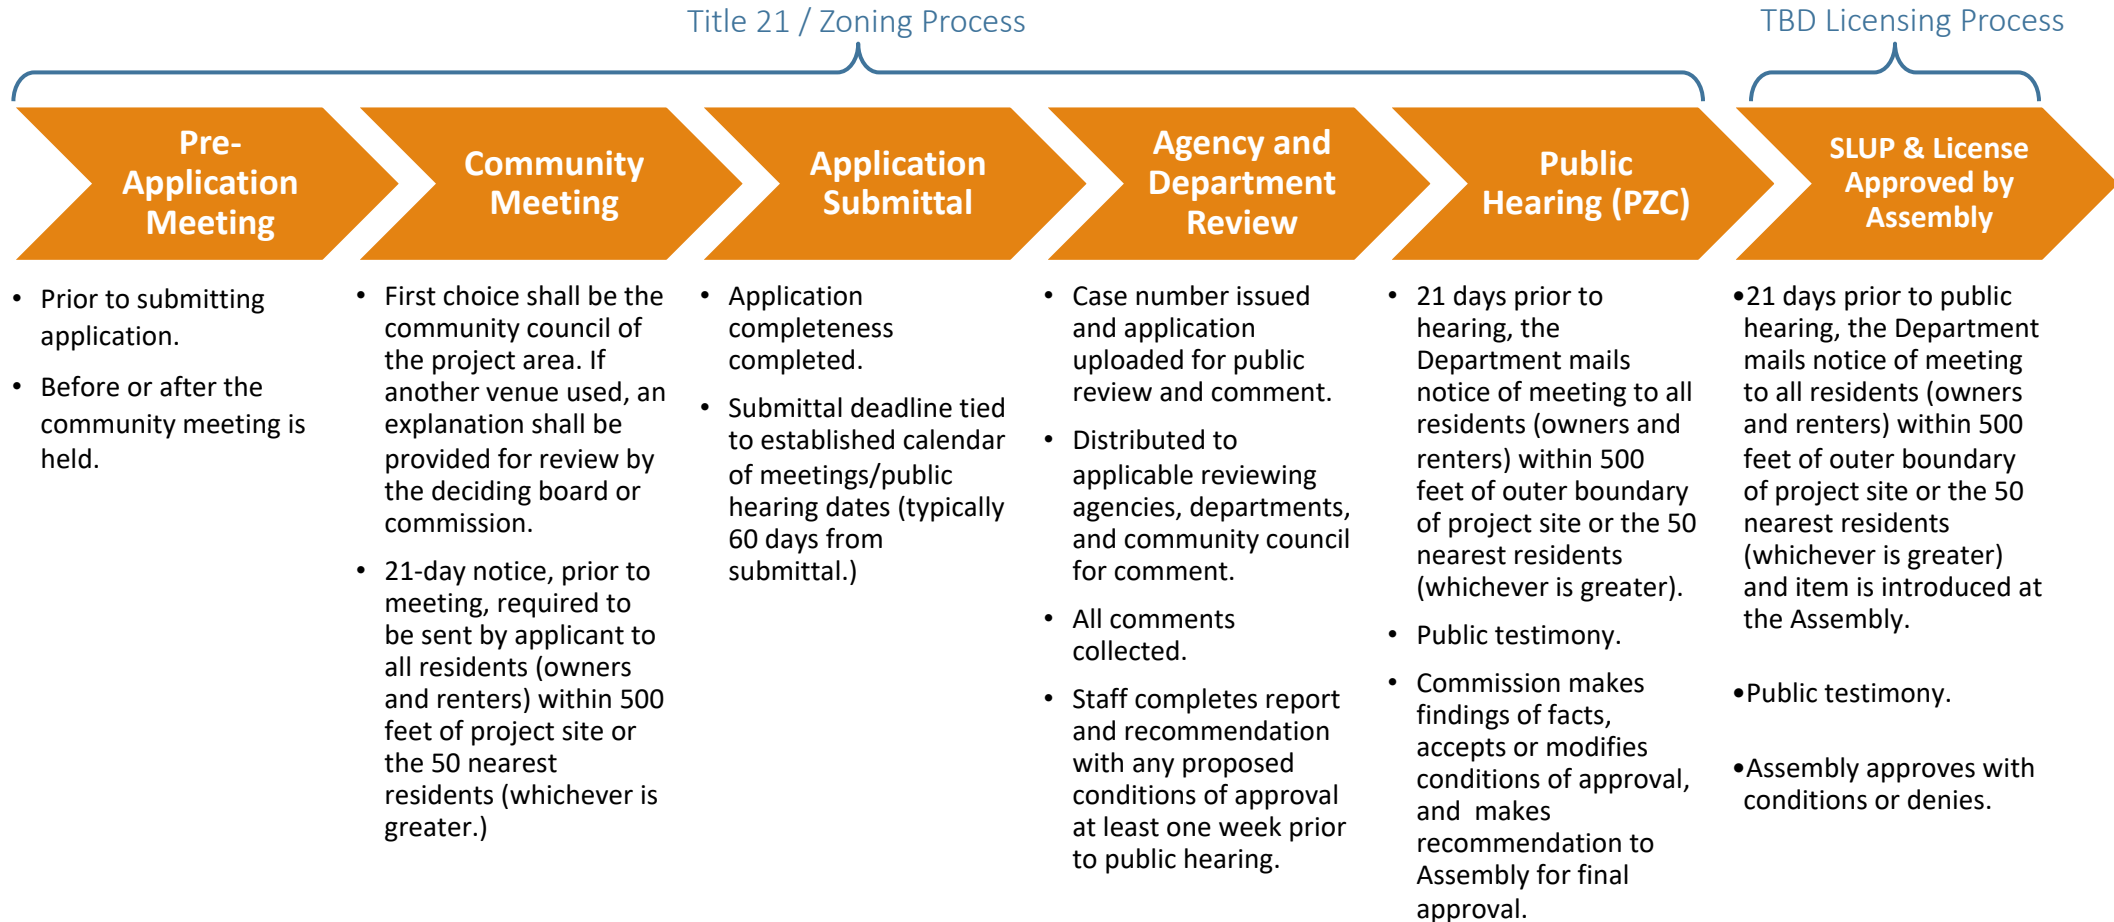 Title 21 / Zoning Process
TBD Licensing Process
Pre-
Application
Meeting
Community
Meeting
Application
Submittal
Agency and
Department
Review
Public
Hearing (PZC)
SLUP & License
Approved by
Assembly
• Prior to submitting
application.
• Before or after the
community meeting is
held.
• First choice shall be the
community council of
the project area. If
another venue used, an
explanation shall be
provided for review by
the deciding board or
commission.
• 21-day notice, prior to
meeting, required to
be sent by applicant to
all residents (owners
and renters) within 500
feet of project site or
the 50 nearest
residents (whichever is
greater.)
• Application
completeness
completed.
• Submittal deadline tied
to established calendar
of meetings/public
hearing dates (typically
60 days from
submittal.)
• Case number issued
and application
uploaded for public
review and comment.
• Distributed to
applicable reviewing
agencies, departments,
and community council
for comment.
• All comments
collected.
• Staff completes report
and recommendation
with any proposed
conditions of approval
at least one week prior
to public hearing.
• 21 days prior to
hearing, the
Department mails
notice of meeting to all
residents (owners and
renters) within 500
feet of outer boundary
of project site or the 50
nearest residents
(whichever is greater).
• Public testimony.
• Commission makes
findings of facts,
accepts or modifies
conditions of approval,
and makes
recommendation to
Assembly for final
approval.
•21 days prior to public
hearing, the Department
mails notice of meeting
to all residents (owners
and renters) within 500
feet of outer boundary
of project site or the 50
nearest residents
(whichever is greater)
and item is introduced at
the Assembly.
•Public testimony.
•Assembly approves with
conditions or denies.